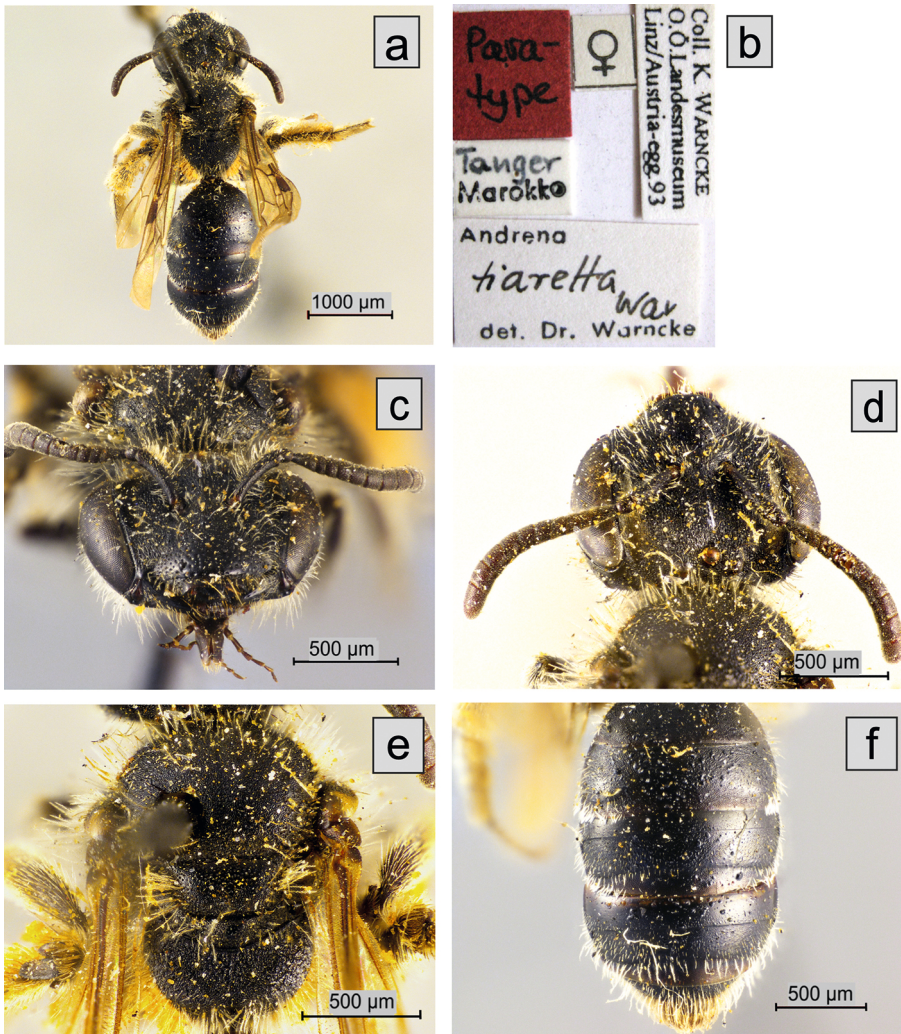 a
1000 µm
b
Para-
type
♀
Coll. K. WARNCKE
O.Ö.Landesmuseum
Linz/Austria-egg.93
Tanger
Marokko
Andrena
tiaretta
War
det. Dr. Warncke
c
500 µm
d
500 µm
e
500 µm
f
500 µm